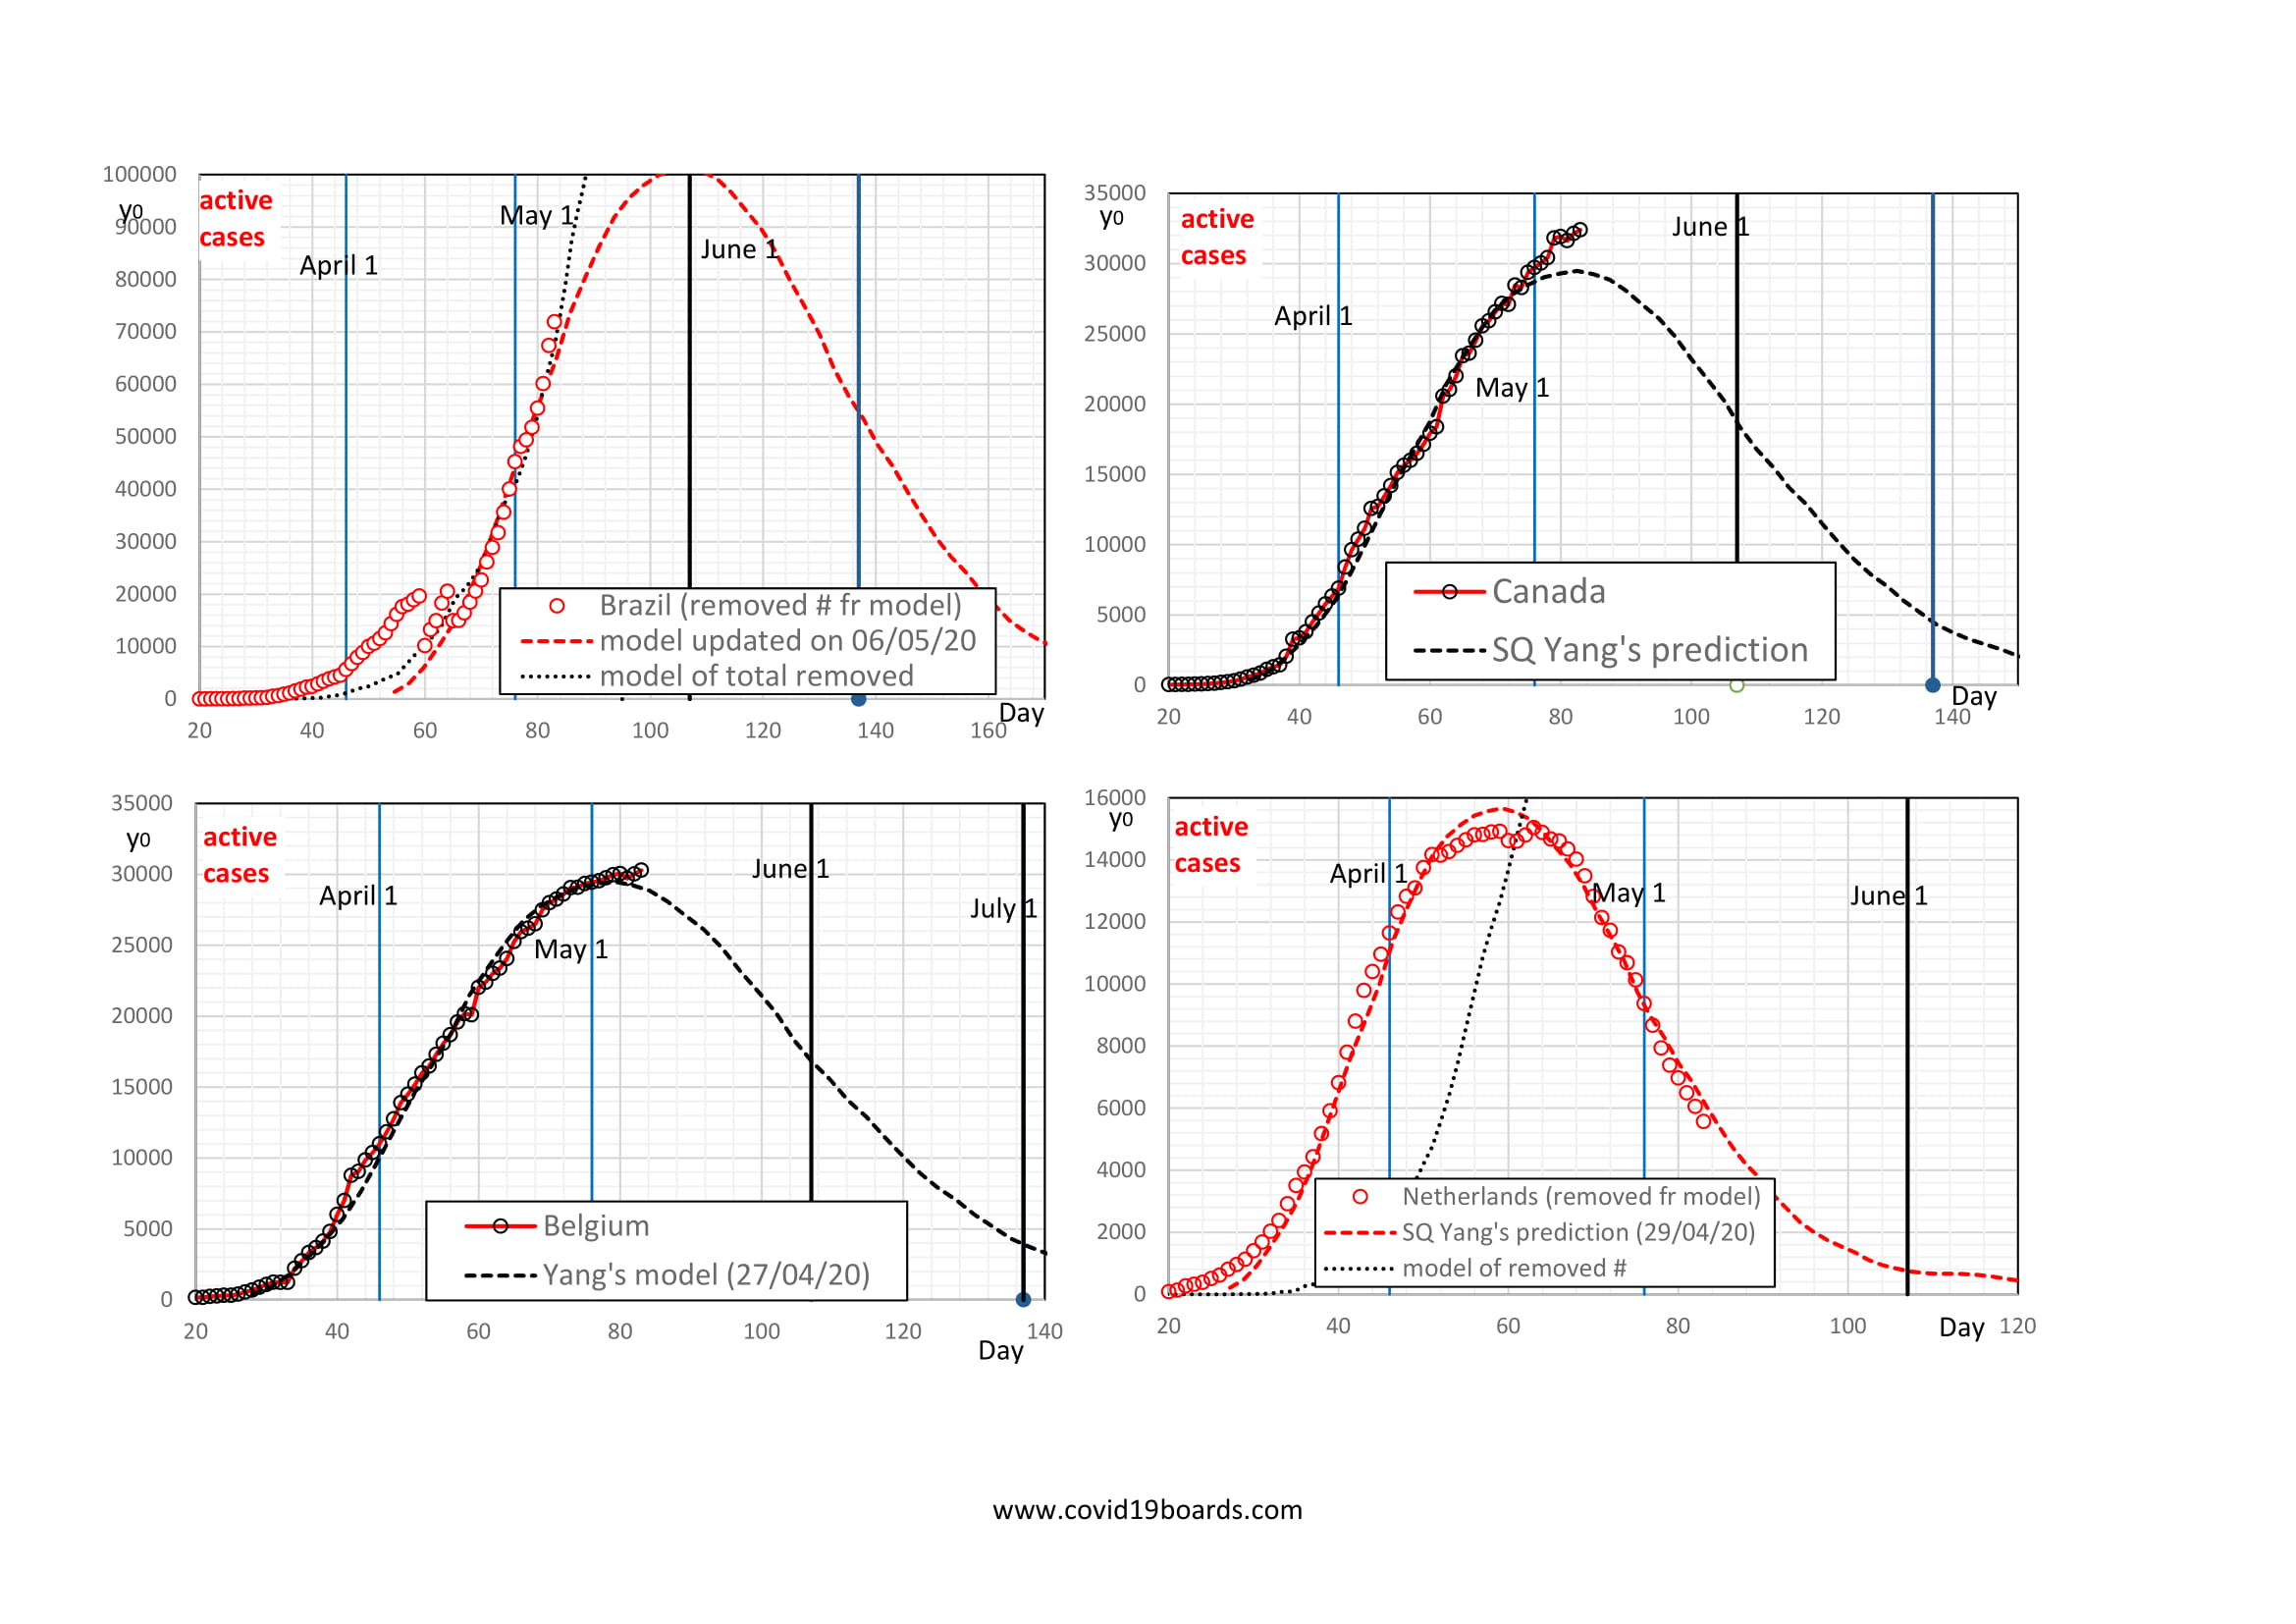 100000
90000
80000
70000
60000
50000
40000
30000
20000
10000
0
y0
active
cases
April 1
May 1
June 1
Brazil (removed # fr model)
model updated on 06/05/20
model of total removed
20 40 60 80 100 120 140 160
Day
35000
30000
25000
20000
15000
10000
5000
0
y0
active
cases
April 1
May 1
June 1
Canada
SQ Yang's prediction
Day
20 40 60 80 100 120 140
35000
30000
25000
20000
15000
10000
5000
0
y0
active
cases
April 1
May 1
June 1
July 1
Belgium
Yang's model (27/04/20)
20 40 60 80 100 120 140
Day
16000
14000
12000
10000
8000
6000
4000
2000
0
y0
active
cases
April 1
May 1
June 1
Netherlands (removed fr model)
SQ Yang's prediction (29/04/20)
model of removed #
20 40 60 80 100 Day 120
www.covid19boards.com